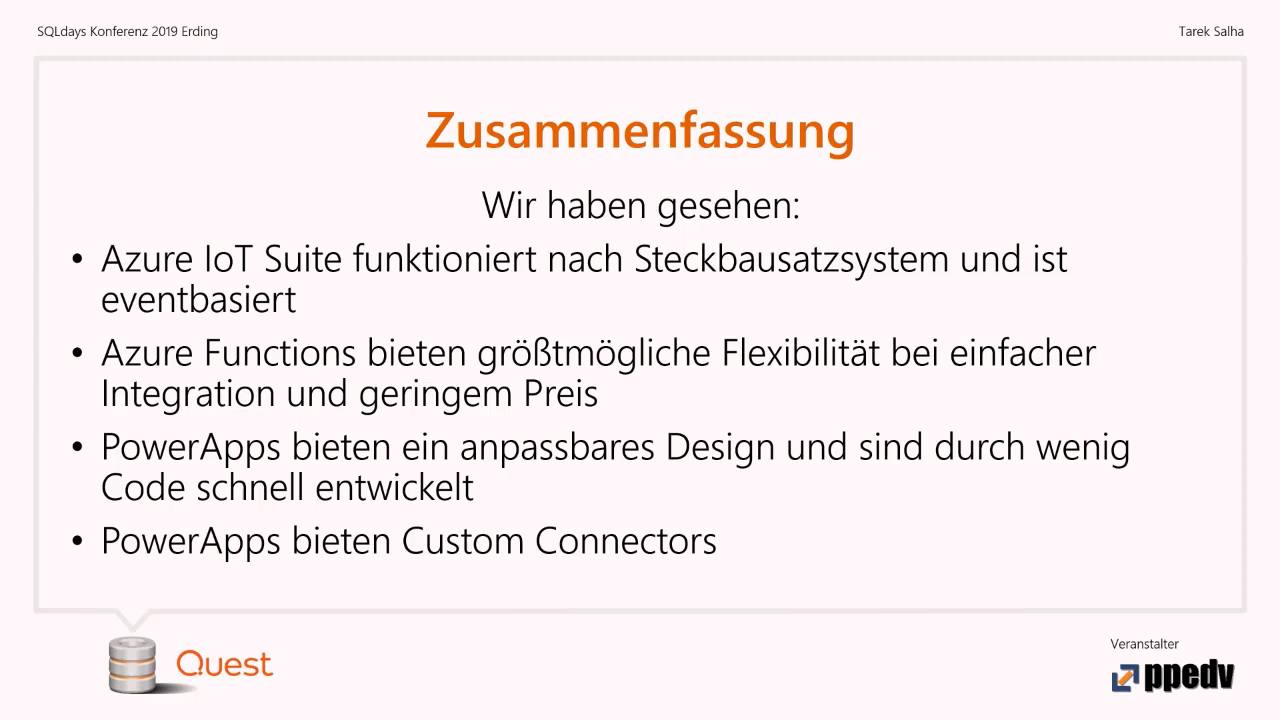 SQLdays Konferenz 2019 Erding
Tarek Salha
Zusammenfassung
Wir haben gesehen:
• Azure IoT Suite funktioniert nach Steckbausatzsystem und ist
eventbasiert
• Azure Functions bieten größtmögliche Flexibilität bei einfacher
Integration und geringem Preis
• PowerApps bieten ein anpassbares Design und sind durch wenig
Code schnell entwickelt
• PowerApps bieten Custom Connectors
Quest
Veranstalter
ppedv